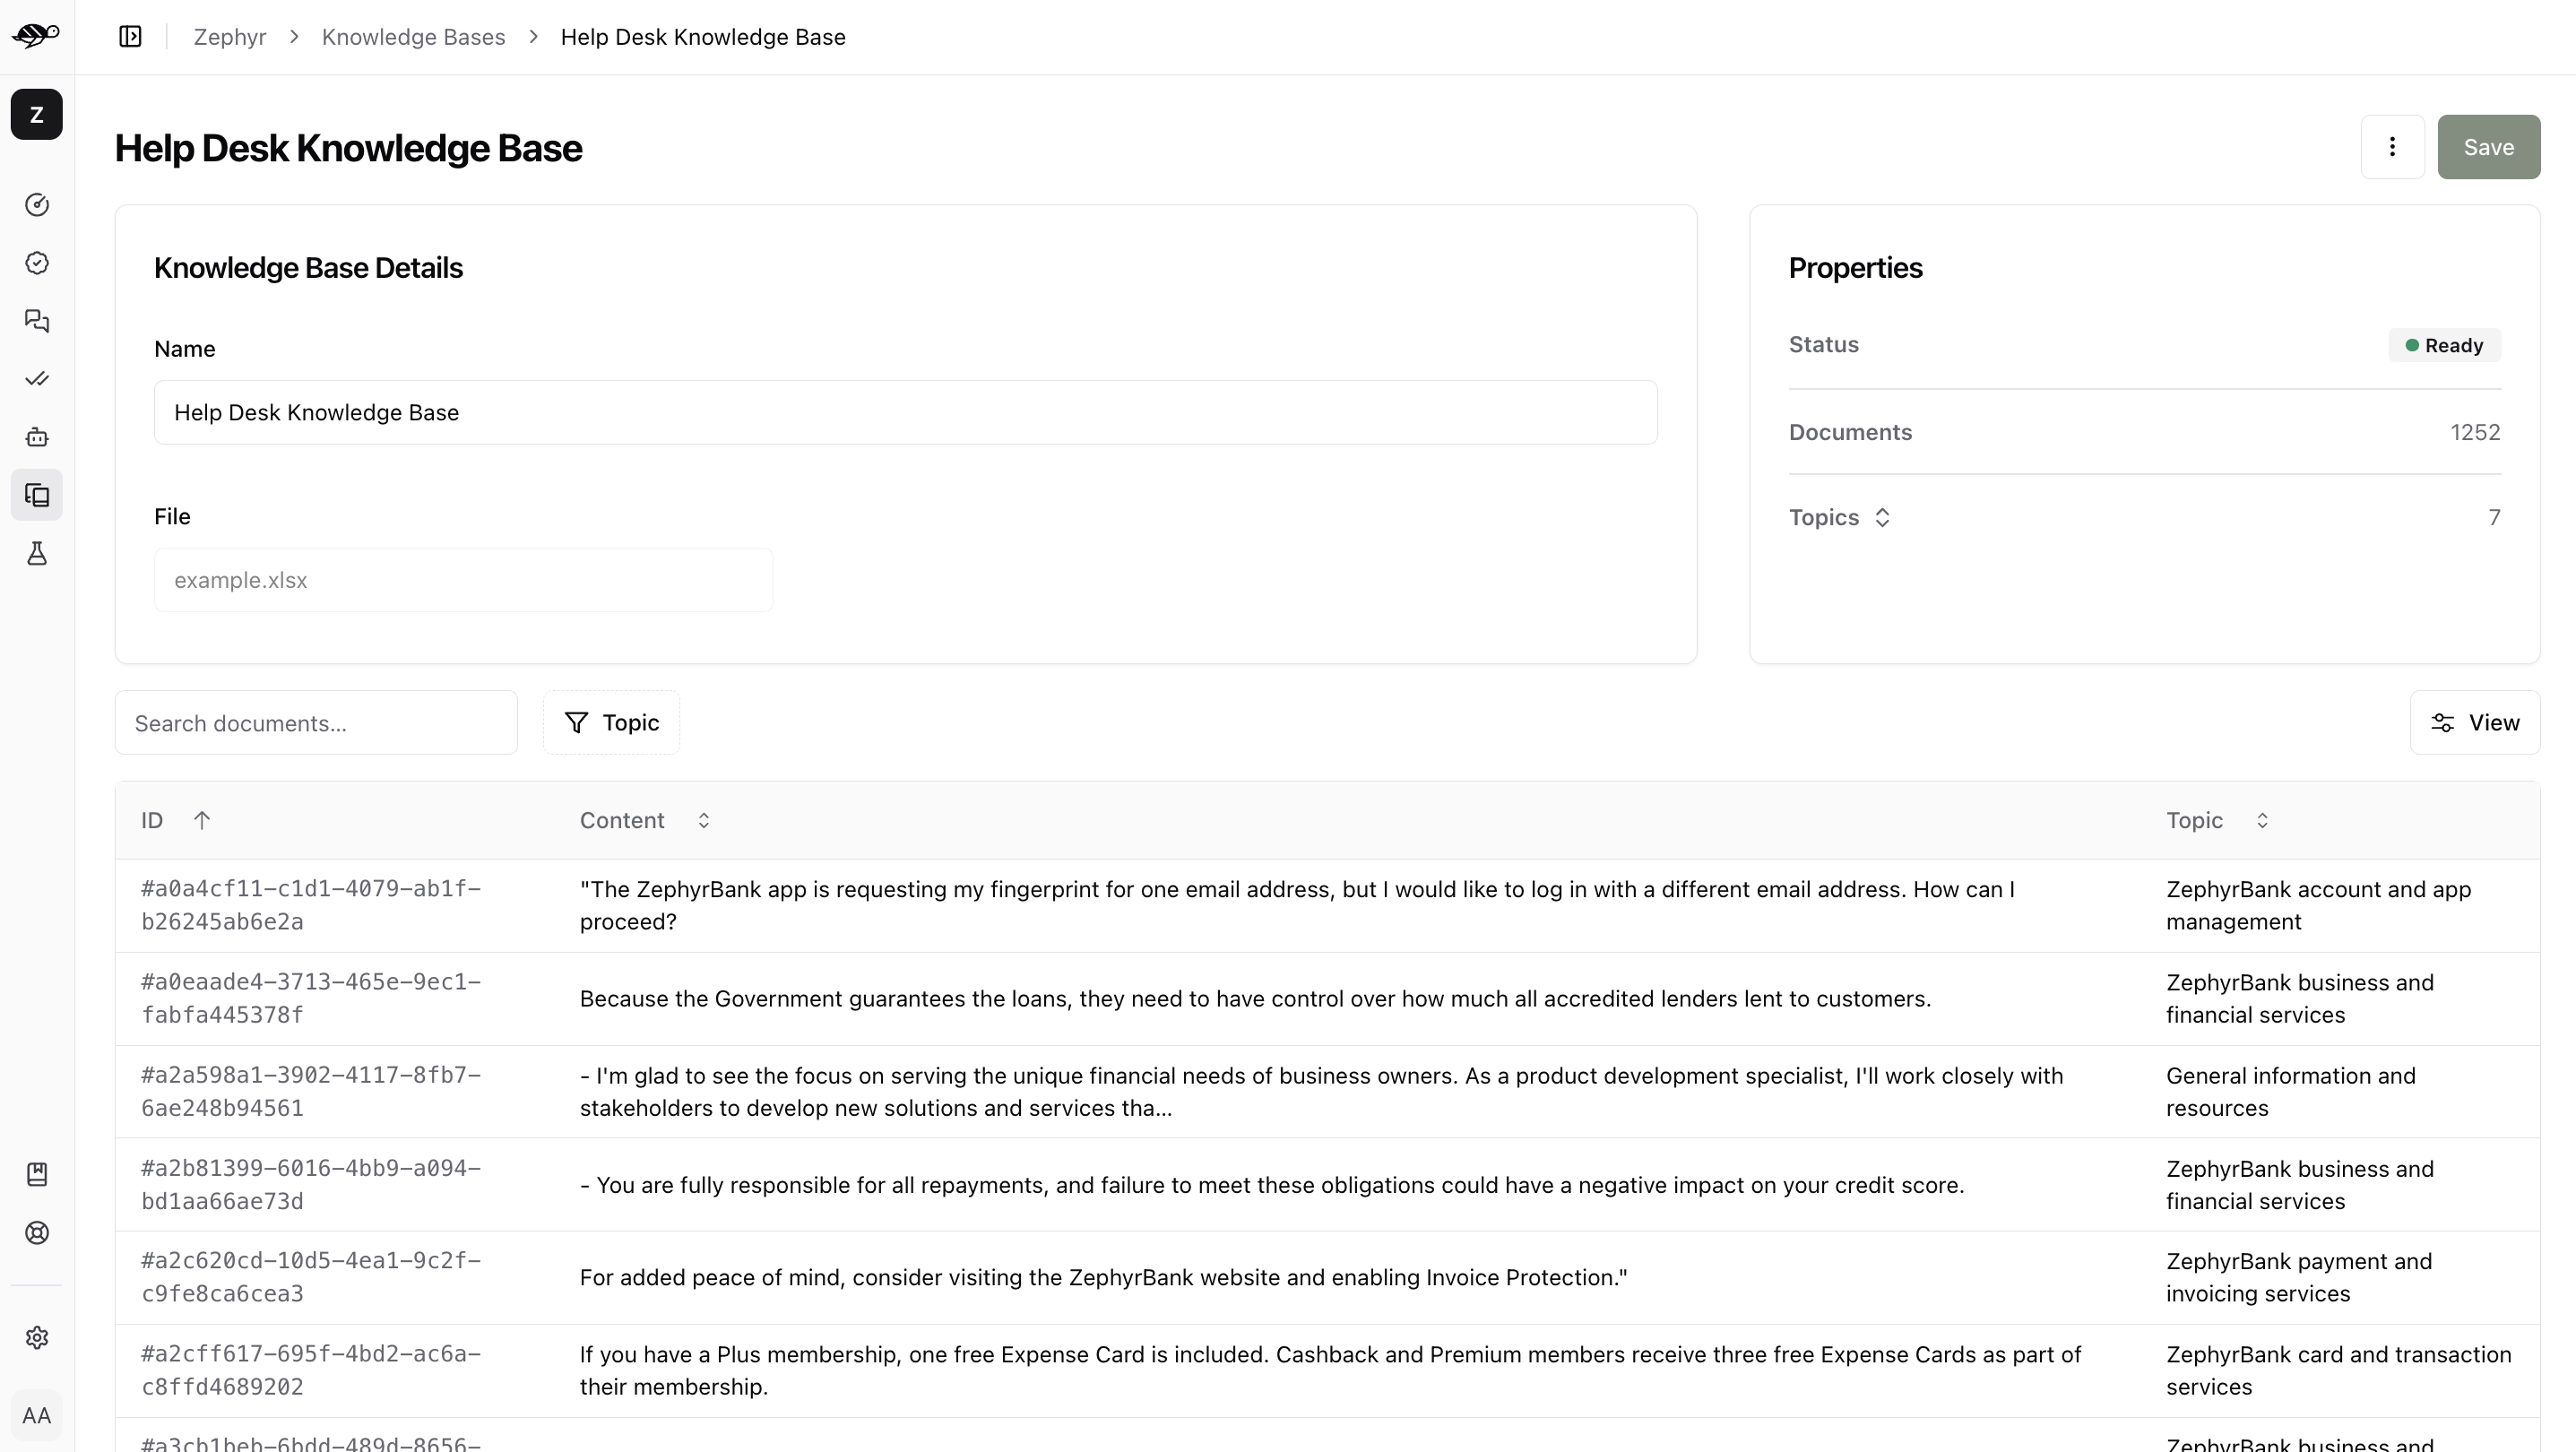 Zephyr > Knowledge Bases > Help Desk Knowledge Base
Z
Help Desk Knowledge Base
Save
Knowledge Base Details
Name
Help Desk Knowledge Base
File
example.xlsx
Properties
Status Ready
Documents 1252
Topics 7
Search documents...
Topic
View
ID Content Topic
#a0a4cf11-c1d1-4079-ab1f-
b26245ab6e2a
"The ZephyrBank app is requesting my fingerprint for one email address, but I would like to log in with a different email address. How can I
proceed?
ZephyrBank account and app
management
#a0eaade4-3713-465e-9ec1-
fabfa445378f
Because the Government guarantees the loans, they need to have control over how much all accredited lenders lent to customers.
ZephyrBank business and
financial services
#a2a598a1-3902-4117-8fb7-
6ae248b94561
- I'm glad to see the focus on serving the unique financial needs of business owners. As a product development specialist, I'll work closely with
stakeholders to develop new solutions and services tha...
General information and
resources
#a2b81399-6016-4bb9-a094-
bd1aa66ae73d
- You are fully responsible for all repayments, and failure to meet these obligations could have a negative impact on your credit score.
ZephyrBank business and
financial services
#a2c620cd-10d5-4ea1-9c2f-
c9fe8ca6cea3
For added peace of mind, consider visiting the ZephyrBank website and enabling Invoice Protection."
ZephyrBank payment and
invoicing services
#a2cff617-695f-4bd2-ac6a-
c8ffd4689202
If you have a Plus membership, one free Expense Card is included. Cashback and Premium members receive three free Expense Cards as part of
their membership.
ZephyrBank card and transaction
services
#a3cb1beb-6bdd-489d-8656-
ZephyrBank business and
AA